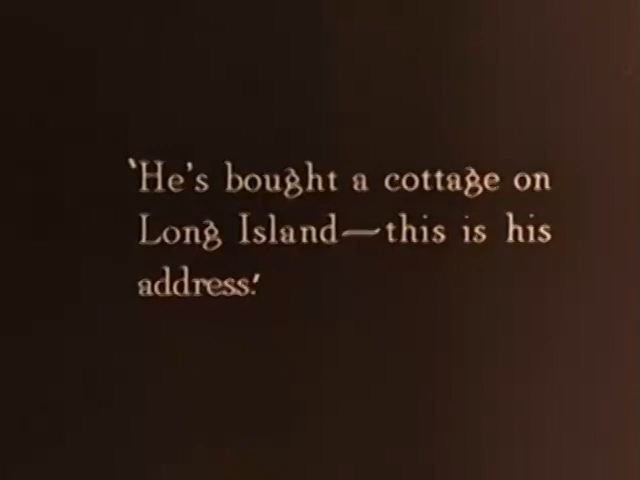 ‛He's bought a cottage on
Long Island—this is his
address.'